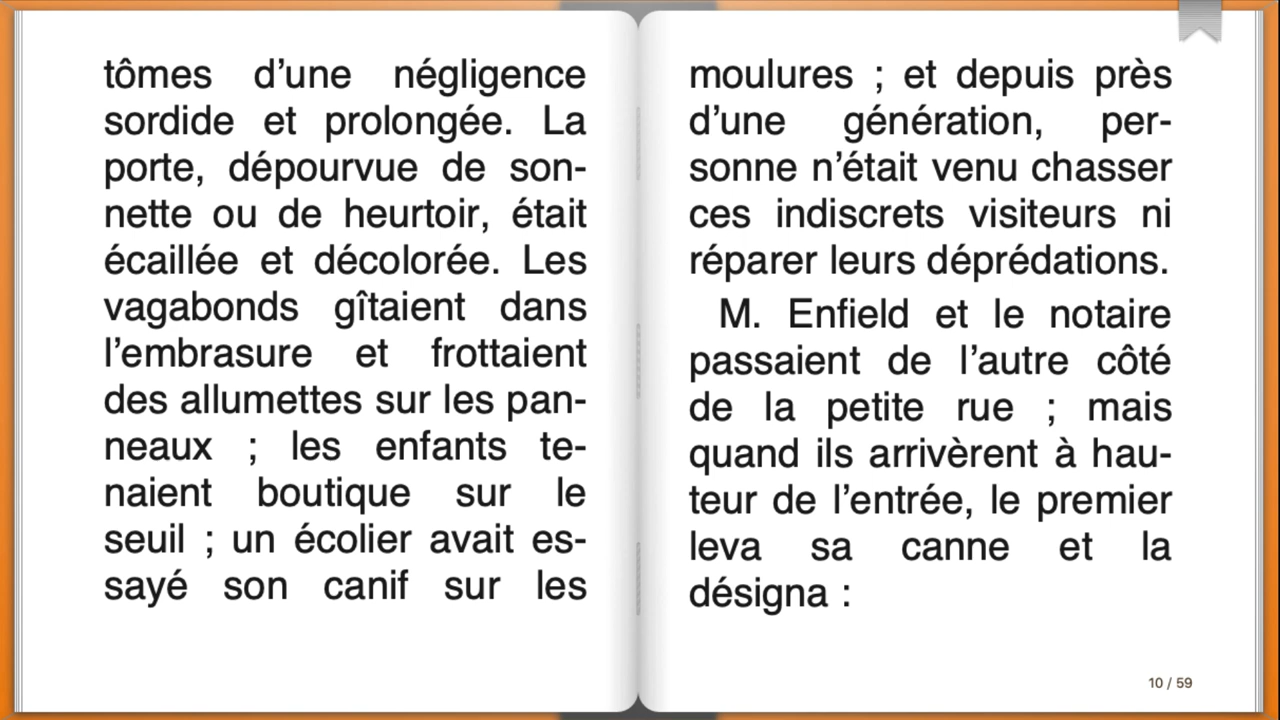 tômes d’une négligence
sordide et prolongée. La
porte, dépourvue de son-
nette ou de heurtoir, était
écaillée et décolorée. Les
vagabonds gîtaient dans
l’embrasure et frottaient
des allumettes sur les pan-
neaux ; les enfants te-
naient boutique sur le
seuil ; un écolier avait es-
sayé son canif sur les
moulures ; et depuis près
d’une génération, per-
sonne n’était venu chasser
ces indiscrets visiteurs ni
réparer leurs déprédations.
M. Enfield et le notaire
passaient de l’autre côté
de la petite rue ; mais
quand ils arrivèrent à hau-
teur de l’entrée, le premier
leva sa canne et la
désigna :
10 / 59